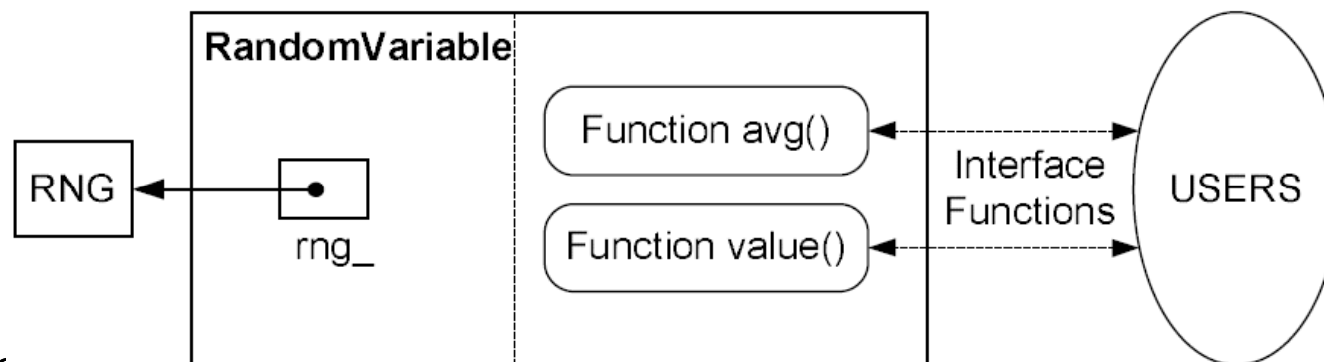 RandomVariable
RNG
rng_
Function avg()
Function value()
Interface
Functions
USERS